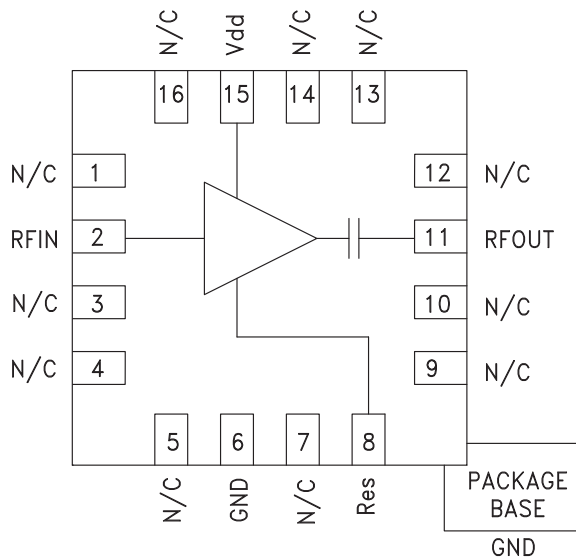 N/C Vdd N/C N/C
16 15 14 13
N/C 1 12 N/C
RFIN 2 11 RFOUT
N/C 3 10 N/C
N/C 4 9 N/C
5 6 7 8
N/C GND N/C Res
PACKAGE
BASE
GND